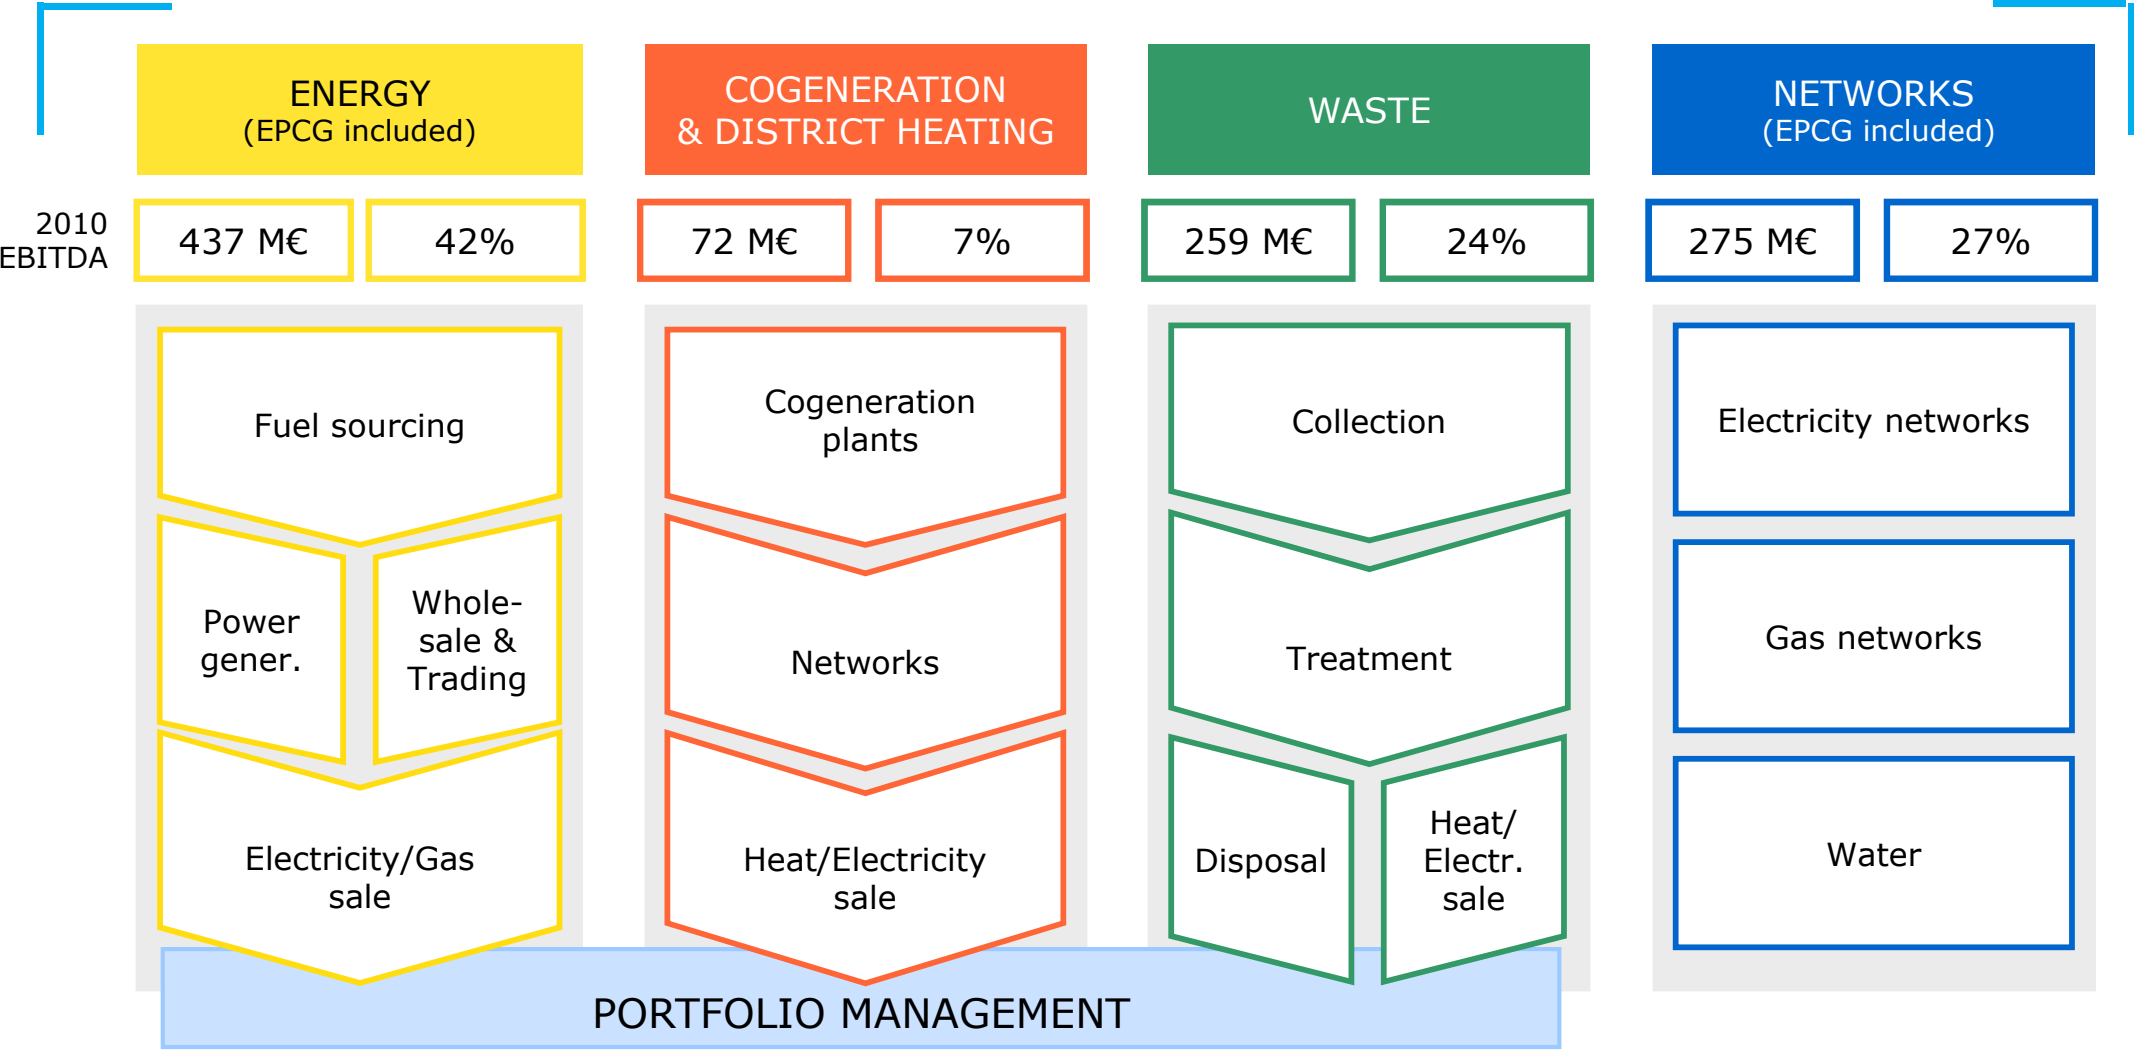 ENERGY
(EPCG included)
COGENERATION
& DISTRICT HEATING
WASTE
NETWORKS
(EPCG included)
2010
EBITDA
437 M€
42%
72 M€
7%
259 M€
24%
275 M€
27%
Fuel sourcing
Power
gener.
Whole-
sale &
Trading
Electricity/Gas
sale
Cogeneration
plants
Networks
Heat/Electricity
sale
Collection
Treatment
Disposal
Heat/
Electr.
sale
Electricity networks
Gas networks
Water
PORTFOLIO MANAGEMENT